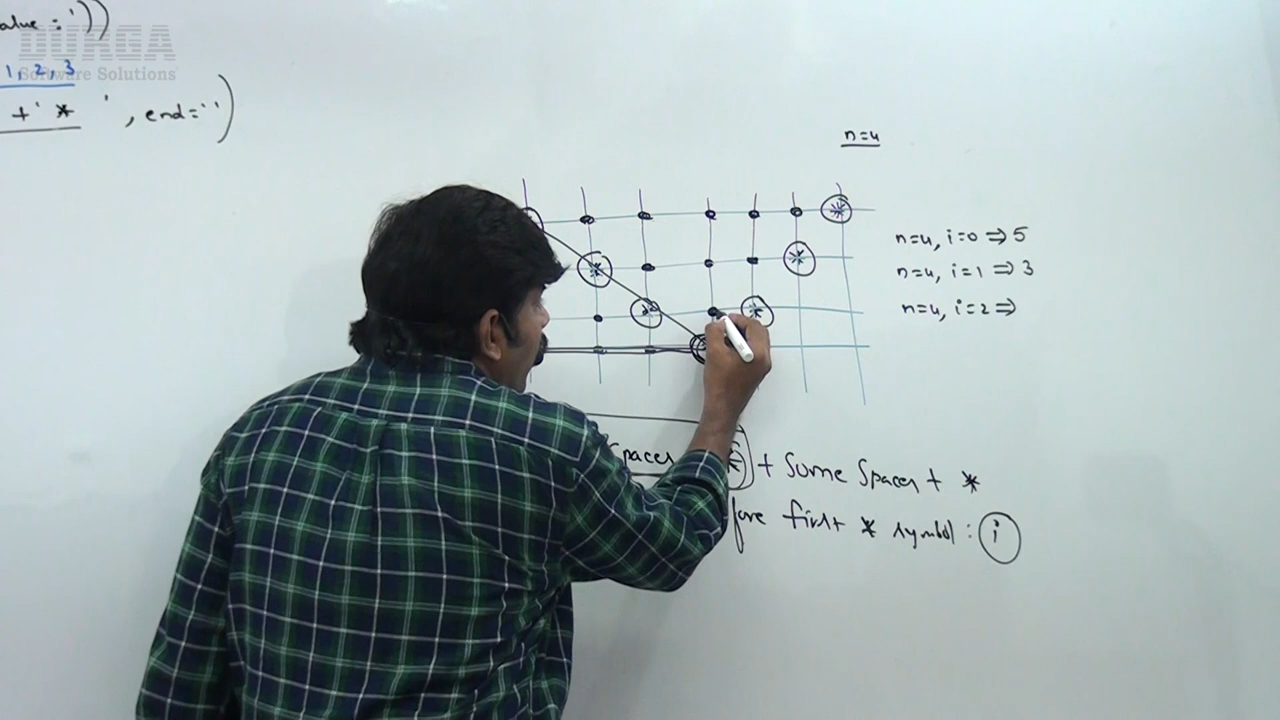 alue : '))
DURGA
Software Solutions
1, 2, 3
+' * ' , end='')
n=4
n=4, i=0 ⇒ 5
n=4, i=1 ⇒ 3
n=4, i=2 ⇒
spaces + some spaces + *
fore first * symbol : i